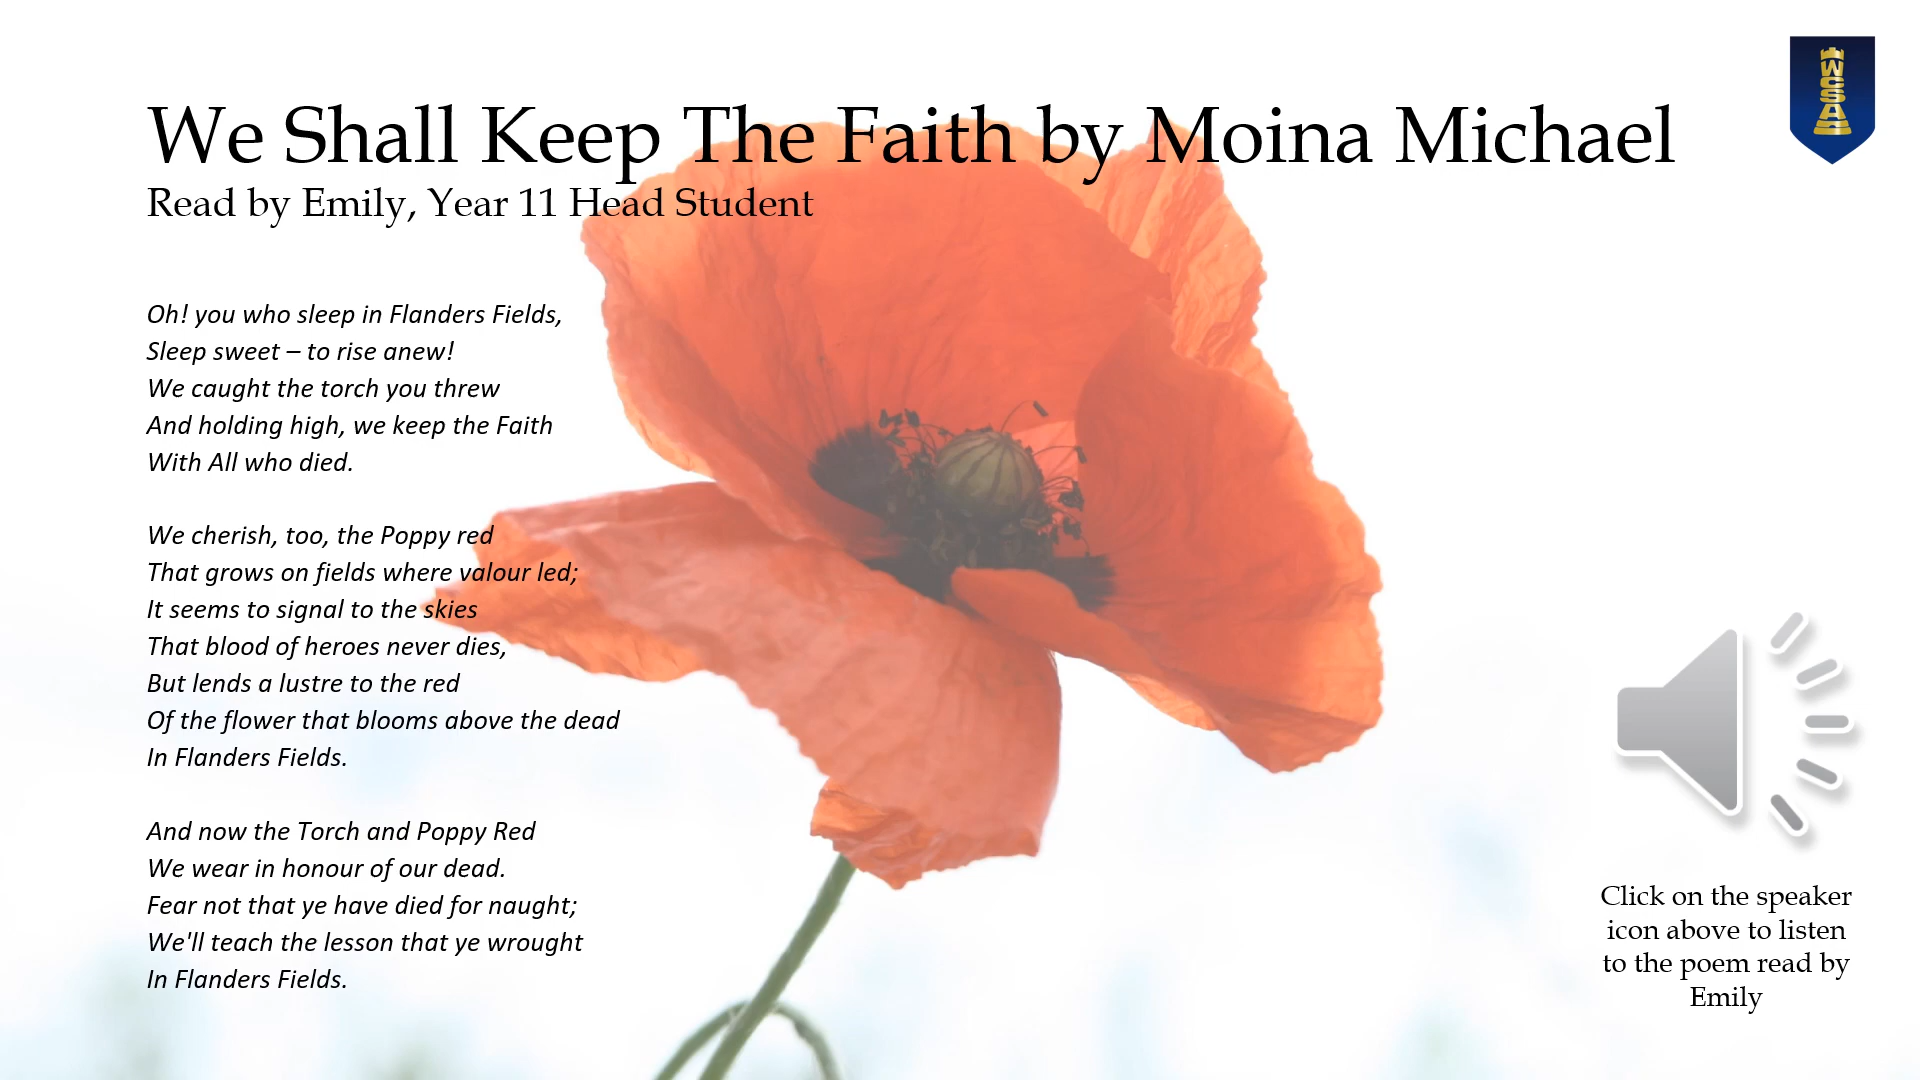 We Shall Keep The Faith by Moina Michael
Read by Emily, Year 11 Head Student
Oh! you who sleep in Flanders Fields,
Sleep sweet – to rise anew!
We caught the torch you threw
And holding high, we keep the Faith
With All who died.
We cherish, too, the Poppy red
That grows on fields where valour led;
It seems to signal to the skies
That blood of heroes never dies,
But lends a lustre to the red
Of the flower that blooms above the dead
In Flanders Fields.
And now the Torch and Poppy Red
We wear in honour of our dead.
Fear not that ye have died for naught;
We'll teach the lesson that ye wrought
In Flanders Fields.
WCSA
Click on the speaker
icon above to listen
to the poem read by
Emily